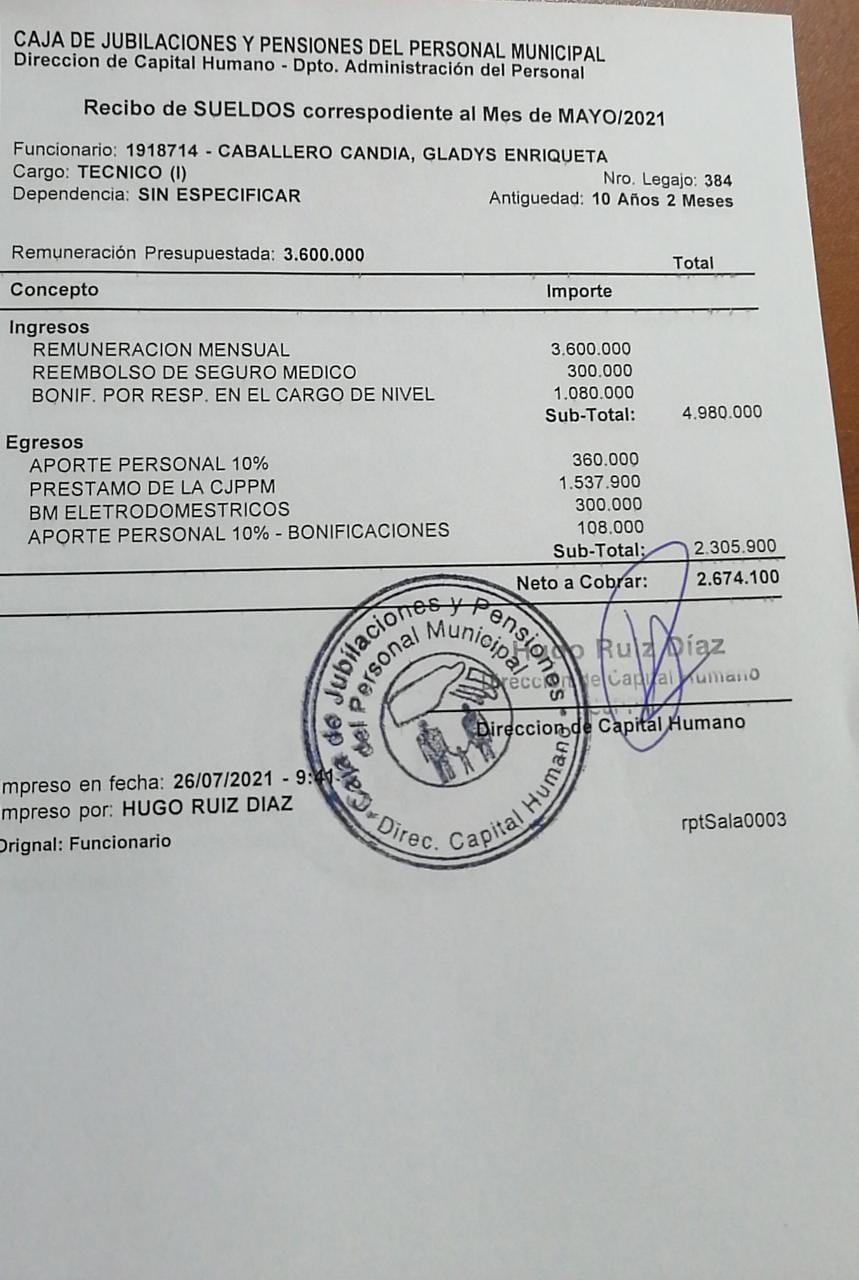 CAJA DE JUBILACIONES Y PENSIONES DEL PERSONAL MUNICIPAL
Direccion de Capital Humano - Dpto. Administración del Personal
Recibo de SUELDOS correspodiente al Mes de MAYO/2021
Funcionario: 1918714 - CABALLERO CANDIA, GLADYS ENRIQUETA
Cargo: TECNICO (I) Nro. Legajo: 384
Dependencia: SIN ESPECIFICAR Antiguedad: 10 Años 2 Meses
Remuneración Presupuestada: 3.600.000 Total
Concepto Importe
Ingresos
REMUNERACION MENSUAL 3.600.000
REEMBOLSO DE SEGURO MEDICO 300.000
BONIF. POR RESP. EN EL CARGO DE NIVEL 1.080.000
Sub-Total: 4.980.000
Egresos
APORTE PERSONAL 10% 360.000
PRESTAMO DE LA CJPPM 1.537.900
BM ELETRODOMESTRICOS 300.000
APORTE PERSONAL 10% - BONIFICACIONES 108.000
Sub-Total: 2.305.900
Neto a Cobrar: 2.674.100
Caja de Jubilaciones y Pensiones
del Personal Municipal
Direc. Capital Humano
Hugo Ruiz Díaz
Dirección de Capital Humano
Direccion de Capital Humano
mpreso en fecha: 26/07/2021 - 9:41
mpreso por: HUGO RUIZ DIAZ
Orignal: Funcionario
rptSala0003